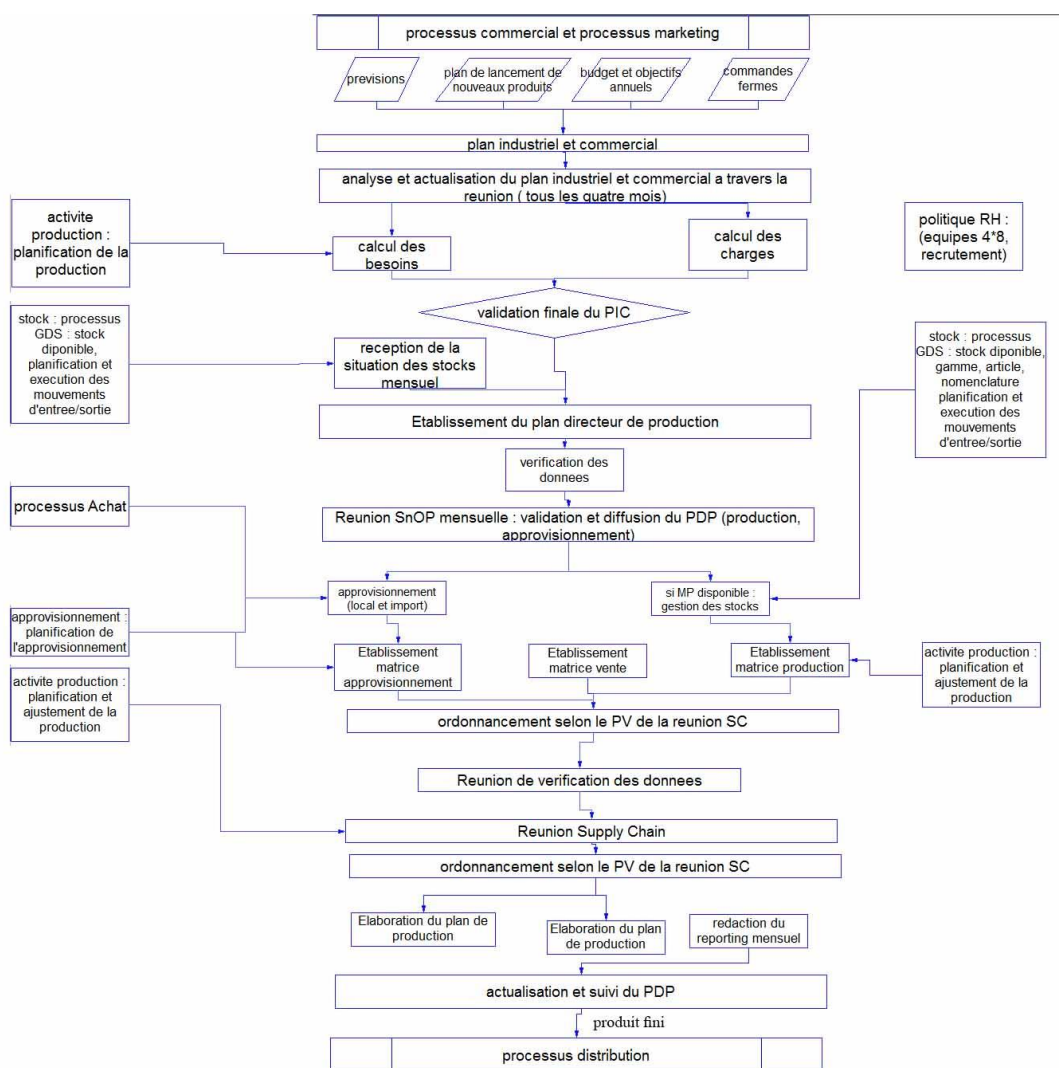 processus commercial et processus marketing
previsions
plan de lancement de
nouveaux produits
budget et objectifs
annuels
commandes
fermes
plan industriel et commercial
analyse et actualisation du plan industriel et commercial a travers la
reunion ( tous les quatre mois)
activite
production :
planification de la
production
calcul des
besoins
calcul des
charges
politique RH :
(equipes 4*8,
recrutement)
validation finale du PIC
stock : processus
GDS : stock
diponible,
planification et
execution des
mouvements
d'entree/sortie
reception de la
situation des stocks
mensuel
stock : processus
GDS : stock diponible,
gamme, article,
nomenclature
planification et
execution des
mouvements
d'entree/sortie
Etablissement du plan directeur de production
verification des
donnees
processus Achat
Reunion SnOP mensuelle : validation et diffusion du PDP (production,
approvisionnement)
approvisionnement
(local et import)
si MP disponible :
gestion des stocks
approvisionnement :
planification de
l'approvisionnement
Etablissement
matrice
approvisionnement
Etablissement
matrice vente
Etablissement
matrice production
activite production :
planification et
ajustement de la
production
activite production :
planification et
ajustement de la
production
ordonnancement selon le PV de la reunion SC
Reunion de verification des donnees
Reunion Supply Chain
ordonnancement selon le PV de la reunion SC
Elaboration du plan de
production
Elaboration du plan
de production
redaction du
reporting mensuel
actualisation et suivi du PDP
produit fini
processus distribution